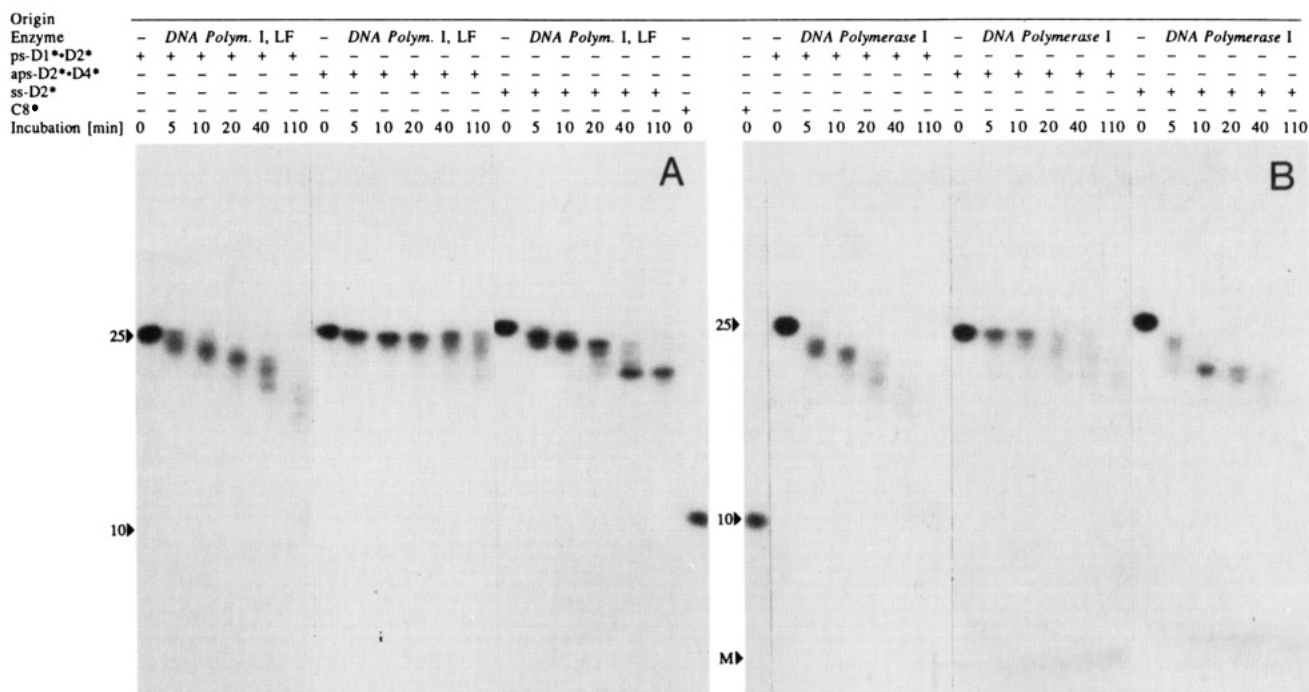 Origin
Enzyme – DNA Polym. I, LF – DNA Polym. I, LF – DNA Polym. I, LF – – – DNA Polymerase I – DNA Polymerase I – DNA Polymerase I
ps-D1*•D2* + + + + + + – – – – – – – – – – – – – – + + + + + + – – – – – – – – – – – –
aps-D2*•D4* – – – – – – + + + + + + – – – – – – – – – – – – – – + + + + + + – – – – – –
ss-D2* – – – – – – – – – – – – + + + + + + – – – – – – – – – – – – – – + + + + + +
C8• – – – – – – – – – – – – – – – – – – + + – – – – – – – – – – – – – – – – – –
Incubation [min] 0 5 10 20 40 110 0 5 10 20 40 110 0 5 10 20 40 110 0 0 0 5 10 20 40 110 0 5 10 20 40 110 0 5 10 20 40 110
A B
25▶ 25▶
10▶ 10▶
M▶